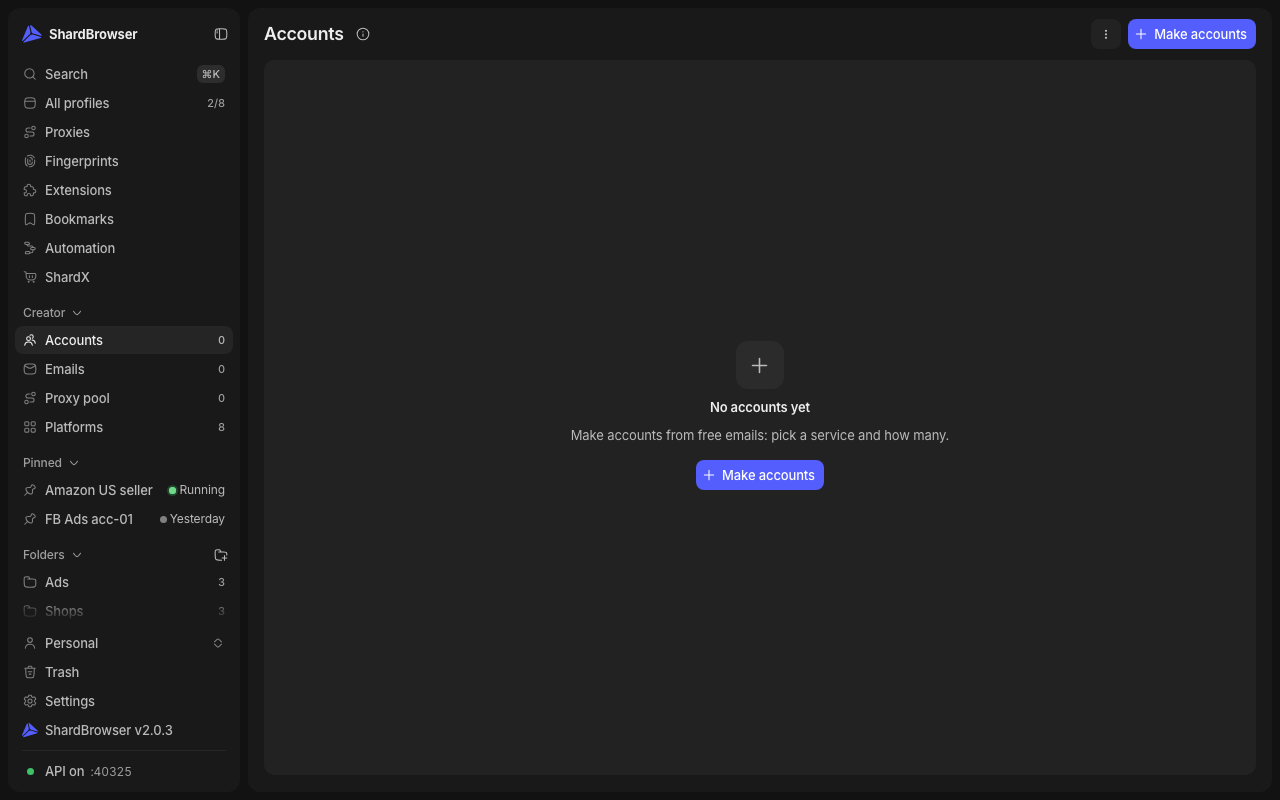 ShardBrowser
Search ⌘K
All profiles 2/8
Proxies
Fingerprints
Extensions
Bookmarks
Automation
ShardX
Creator
Accounts 0
Emails 0
Proxy pool 0
Platforms 8
Pinned
Amazon US seller Running
FB Ads acc-01 Yesterday
Folders
Ads 3
Shops 3
Personal
Trash
Settings
ShardBrowser v2.0.3
API on :40325
Accounts
Make accounts
No accounts yet
Make accounts from free emails: pick a service and how many.
Make accounts